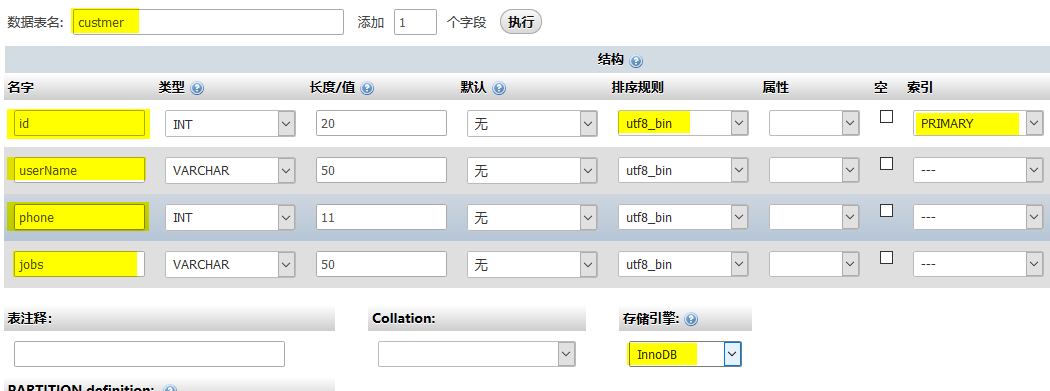 数据表名: custmer 添加 1 个字段 执行
结构
名字 类型 长度/值 默认 排序规则 属性 空 索引
id INT 20 无 utf8_bin PRIMARY
userName VARCHAR 50 无 utf8_bin ---
phone INT 11 无 utf8_bin ---
jobs VARCHAR 50 无 utf8_bin ---
表注释: Collation: 存储引擎:
InnoDB
PARTITION definition: